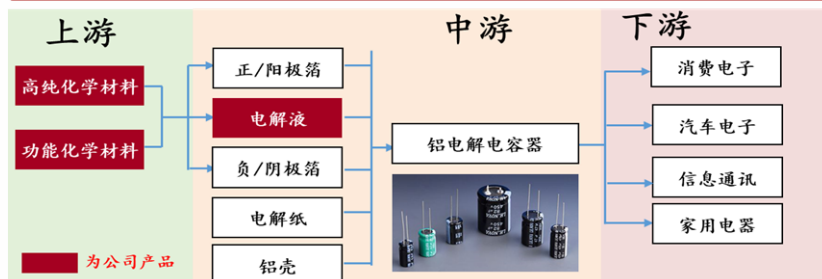 上游
中游
下游
高纯化学材料
功能化学材料
正/阳极箔
电解液
负/阴极箔
电解纸
铝壳
铝电解电容器
消费电子
汽车电子
信息通讯
家用电器
为公司产品